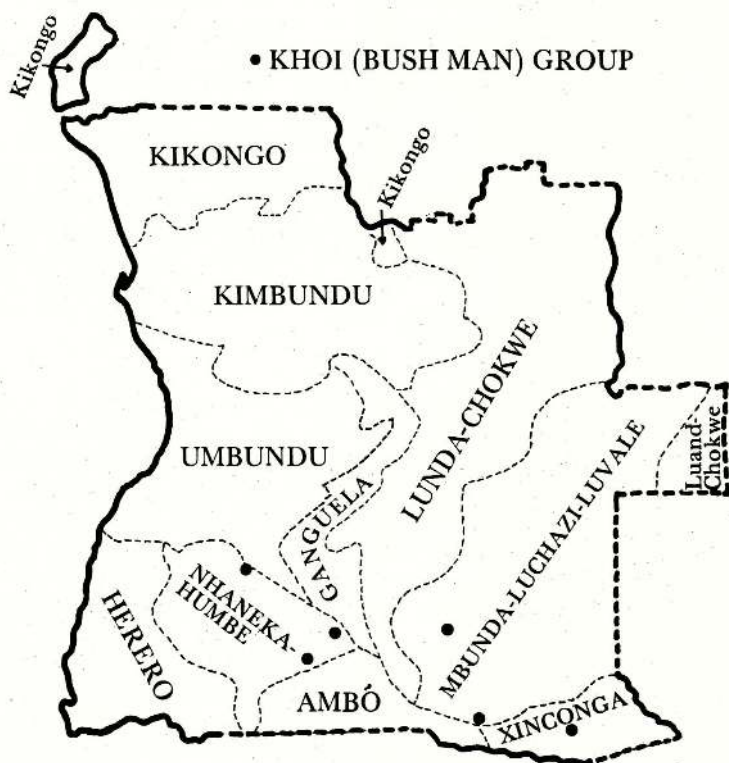 Kikongo
• KHOI (BUSH MAN) GROUP
KIKONGO
Kikongo
KIMBUNDU
LUNDA-CHOKWE
Luand-
Chokwe
UMBUNDU
GANGUELA
MBUNDA-LUCHAZI-LUVALE
NHANEKA-
HUMBE
HERERO
AMBÓ
XINCONGA